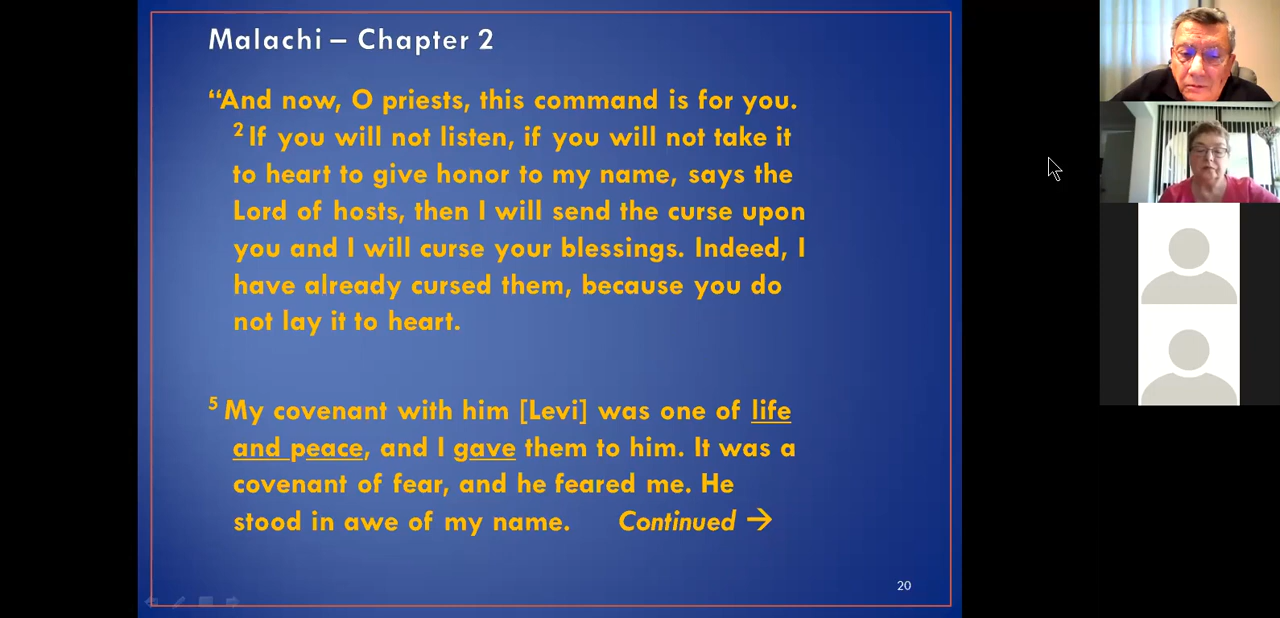 Malachi – Chapter 2
“And now, O priests, this command is for you.
2 If you will not listen, if you will not take it
to heart to give honor to my name, says the
Lord of hosts, then I will send the curse upon
you and I will curse your blessings. Indeed, I
have already cursed them, because you do
not lay it to heart.
5 My covenant with him [Levi] was one of life
and peace, and I gave them to him. It was a
covenant of fear, and he feared me. He
stood in awe of my name. Continued →
20